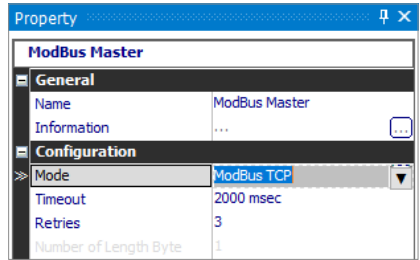 Property
ModBus Master
General
Name ModBus Master
Information ...
Configuration
Mode ModBus TCP
Timeout 2000 msec
Retries 3
Number of Length Byte 1